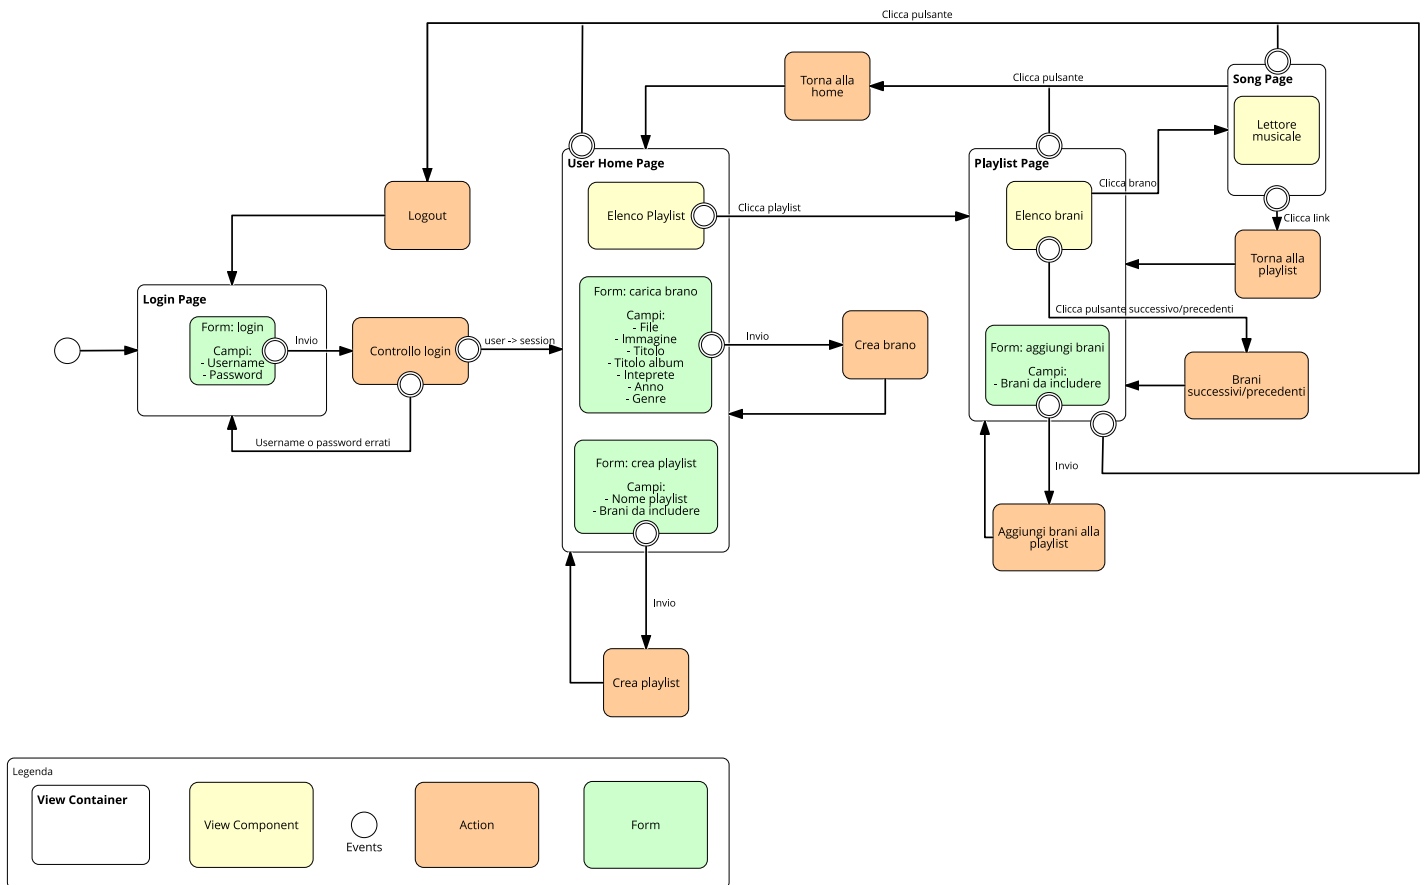 Clicca pulsante
Torna alla
home
Clicca pulsante
Song Page
Lettore
musicale
User Home Page
Playlist Page
Clicca brano
Logout
Elenco Playlist
Clicca playlist
Elenco brani
Clicca link
Torna alla
playlist
Login Page
Form: login
Campi:
- Username
- Password
Invio
Controllo login
user -> session
Username o password errati
Form: carica brano
Campi:
- File
- Immagine
- Titolo
- Titolo album
- Inteprete
- Anno
- Genre
Invio
Crea brano
Clicca pulsante successivo/precedenti
Form: aggiungi brani
Campi:
- Brani da includere
Brani
successivi/precedenti
Form: crea playlist
Campi:
- Nome playlist
- Brani da includere
Invio
Aggiungi brani alla
playlist
Invio
Crea playlist
Legenda
View Container
View Component
Events
Action
Form